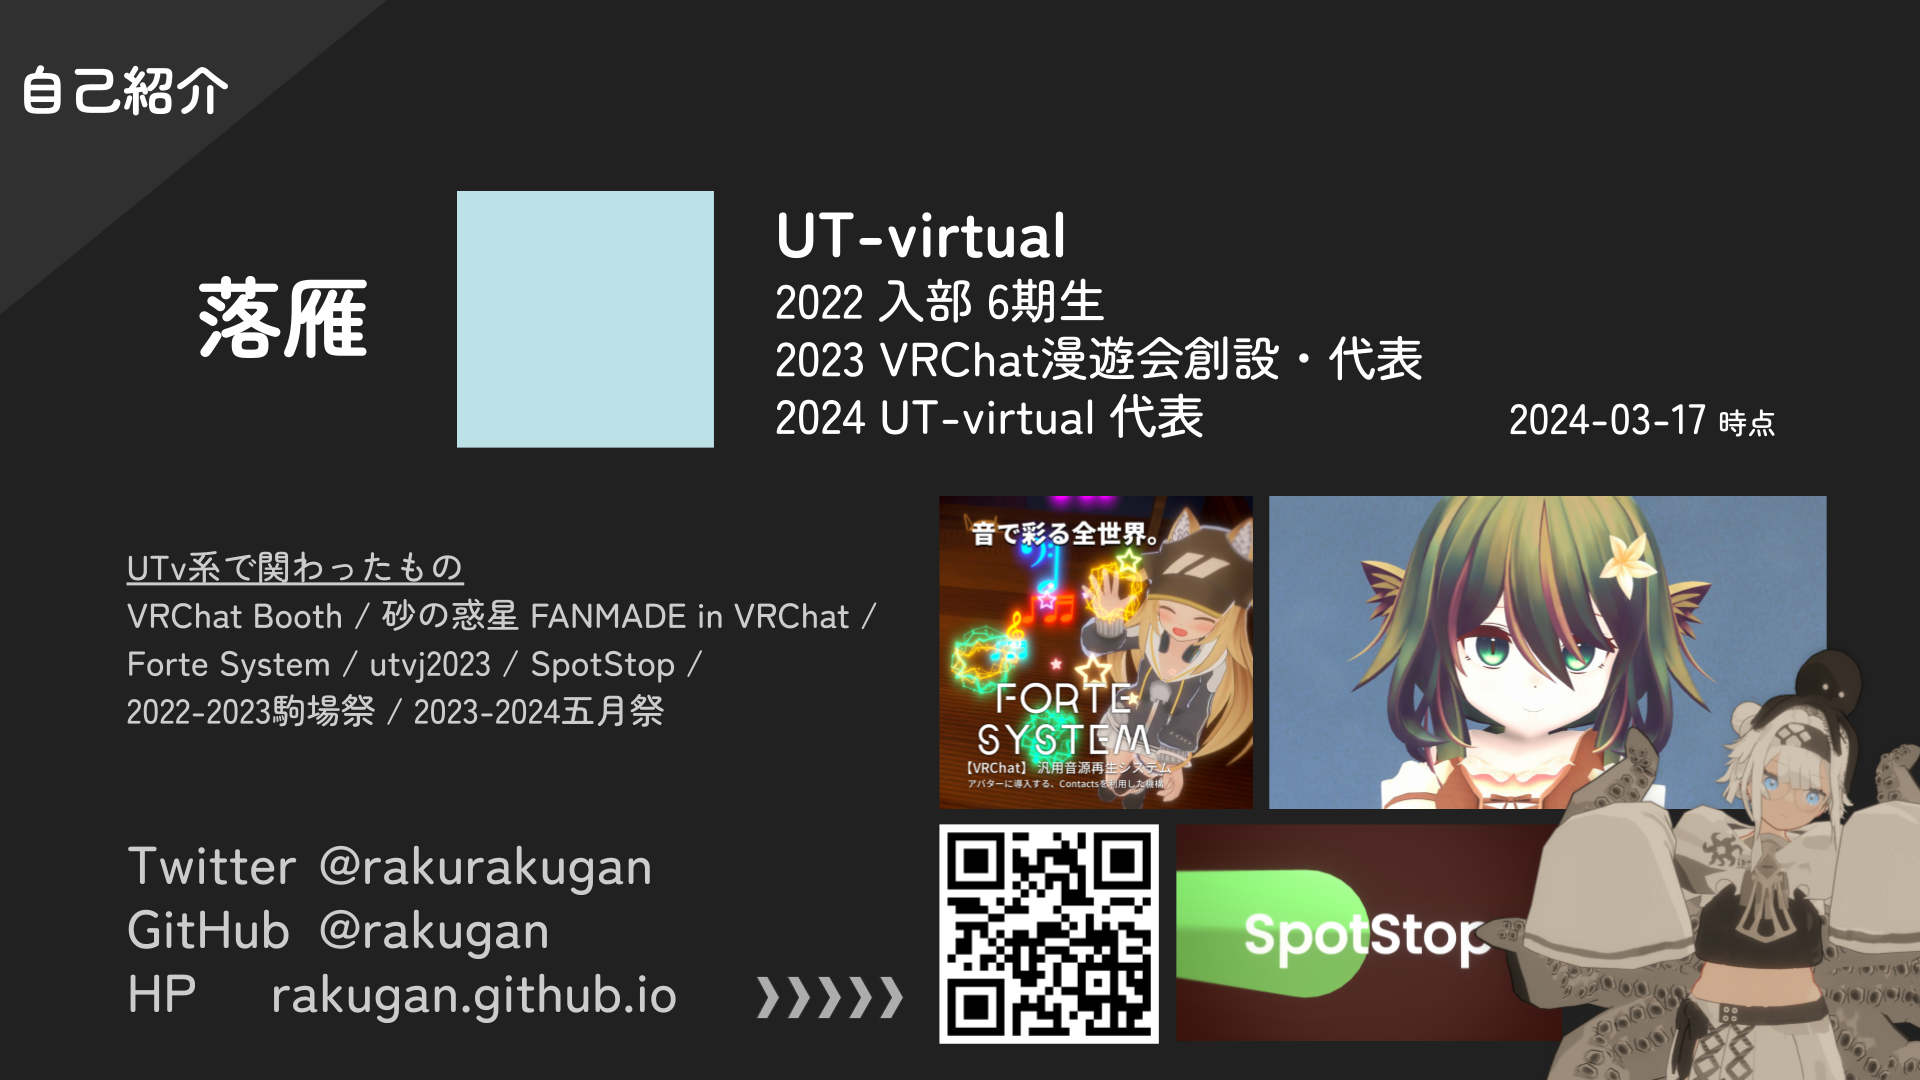 自己紹介
落雁
UT-virtual
2022 入部 6期生
2023 VRChat漫遊会創設・代表
2024 UT-virtual 代表
2024-03-17 時点
UTv系で関わったもの
VRChat Booth / 砂の惑星 FANMADE in VRChat /
Forte System / utvj2023 / SpotStop /
2022-2023駒場祭 / 2023-2024五月祭
音で彩る全世界。
FORTE
SYSTEM
【VRChat】 汎用音源再生システム
アバターに導入する、Contactsを利用した機構
Twitter @rakurakugan
GitHub @rakugan
HP rakugan.github.io
SpotStop